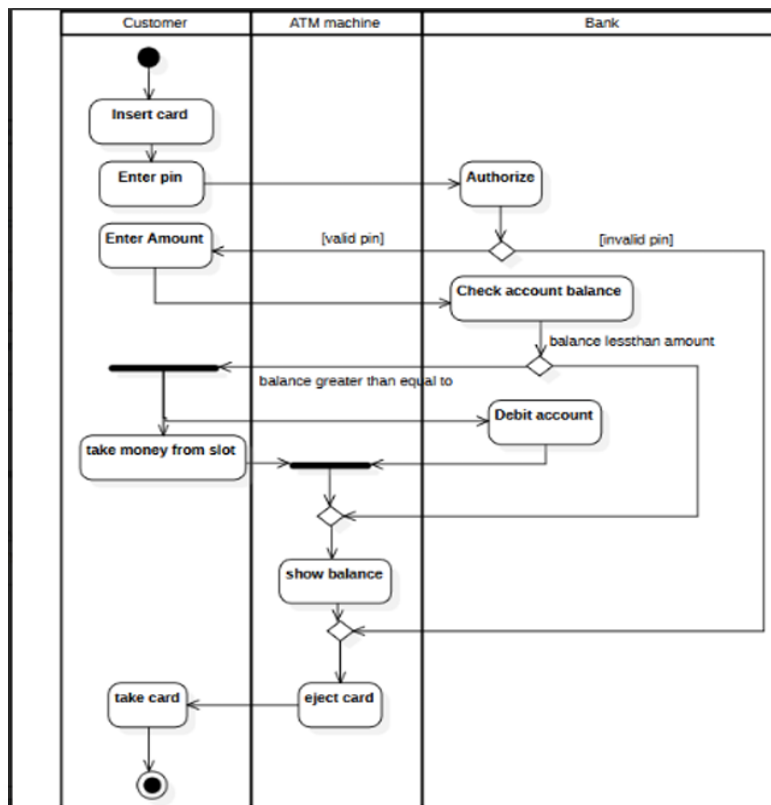 Customer
ATM machine
Bank
Insert card
Enter pin
Authorize
Enter Amount
[valid pin]
[invalid pin]
Check account balance
balance lessthan amount
balance greater than equal to
Debit account
take money from slot
show balance
take card
eject card